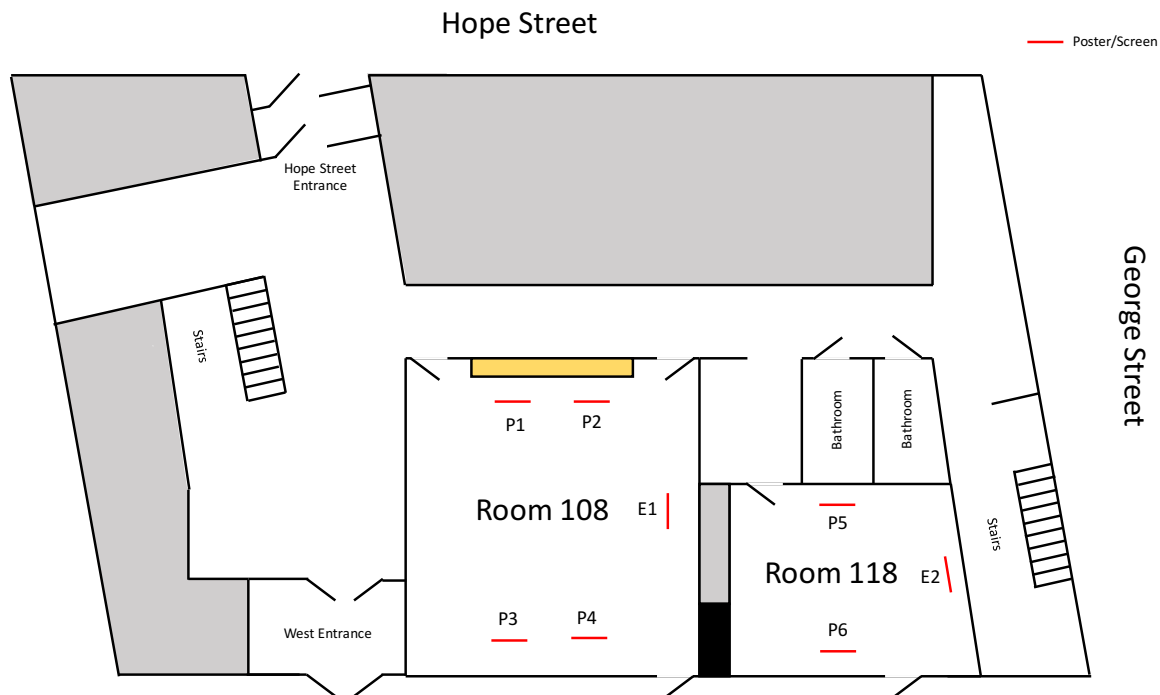 Hope Street
Poster/Screen
Hope Street
Entrance
George Street
Stairs
Bathroom
Bathroom
P1
P2
Room 108
E1
P5
Stairs
Room 118
E2
P3
P4
P6
West Entrance